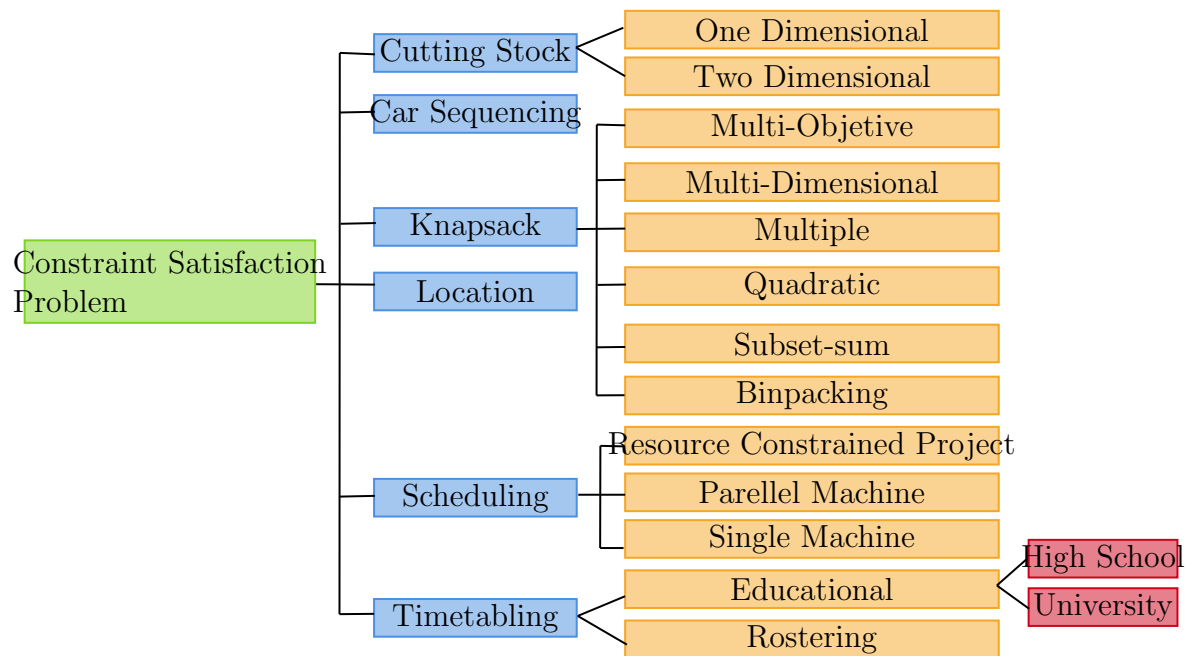 Constraint Satisfaction
Problem
Cutting Stock
One Dimensional
Two Dimensional
Car Sequencing
Knapsack
Multi-Objetive
Multi-Dimensional
Multiple
Quadratic
Subset-sum
Binpacking
Location
Scheduling
Resource Constrained Project
Parellel Machine
Single Machine
Timetabling
Educational
High School
University
Rostering